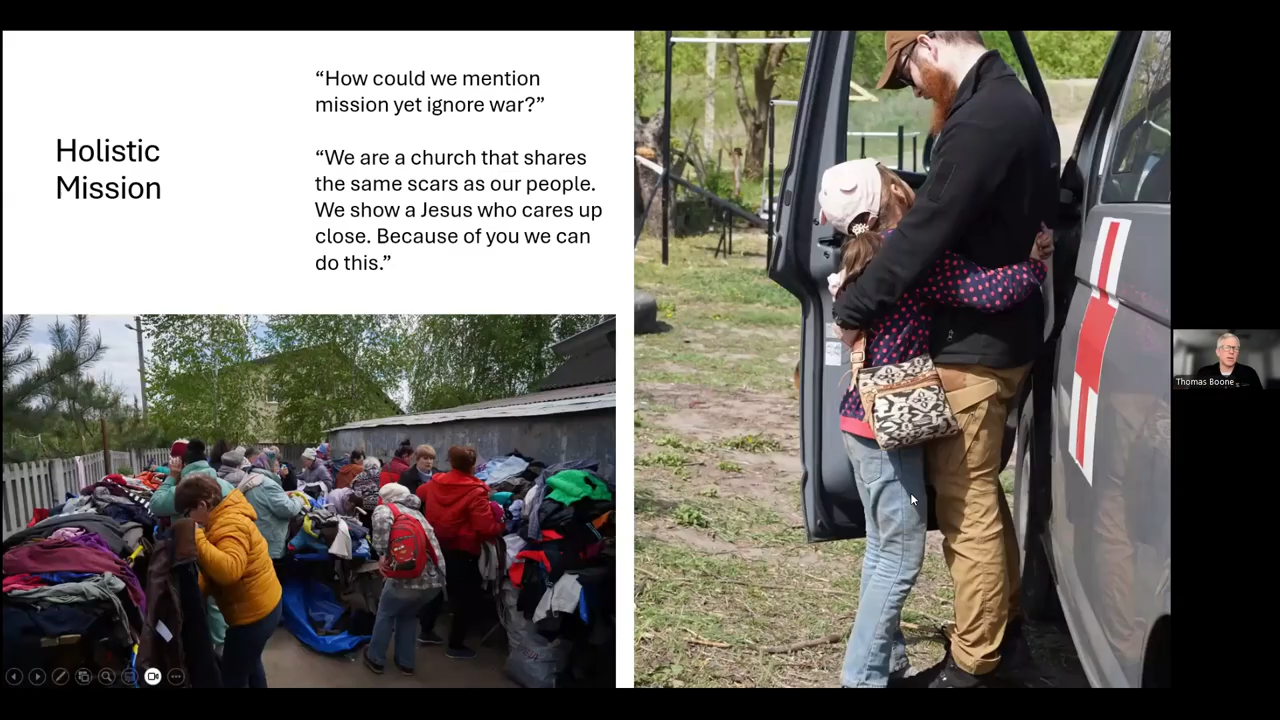 Holistic
Mission
“How could we mention
mission yet ignore war?”
“We are a church that shares
the same scars as our people.
We show a Jesus who cares up
close. Because of you we can
do this.”
Thomas Boone